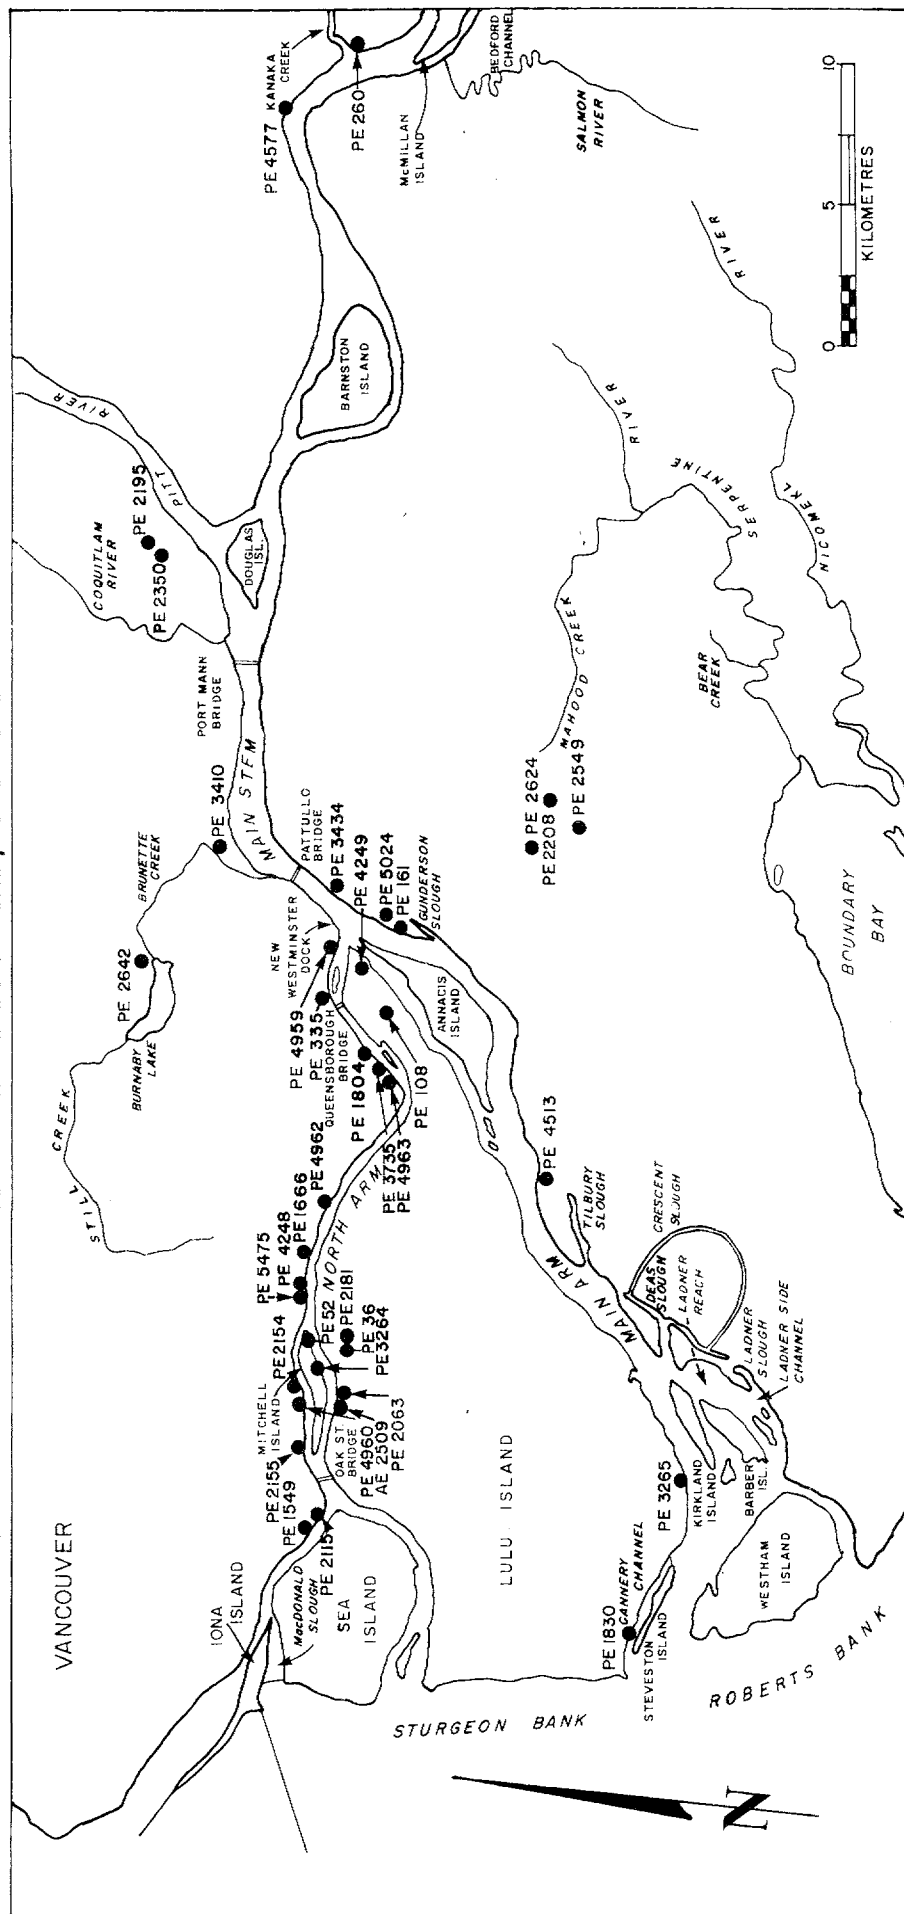 VANCOUVER
IONA
ISLAND
MacDONALD
SLOUGH
SEA
ISLAND
PE 2115
PE 1549
PE 2155
MITCHELL
ISLAND
PE 2154
OAK ST.
BRIDGE
PE 4960
AE 2509
PE 2063
PE 52
PE 2181
PE 36
PE 3264
PE 5475
PE 4248
PE 1666
PE 4962
NORTH ARM
PE 3735
PE 4963
PE 108
PE 1804
QUEENSBOROUGH
BRIDGE
PE 335
PE 4959
NEW
WESTMINSTER
DOCK
STILL CREEK
BURNABY
LAKE
PE 2642
BRUNETTE
CREEK
PE 3410
MAIN STEM
PATTULLO
BRIDGE
PE 3434
PE 4249
PE 5024
PE 161
GUNDERSON
SLOUGH
ANNACIS
ISLAND
PORT MANN
BRIDGE
COQUITLAM
RIVER
PE 2350
PE 2195
PITT RIVER
DOUGLAS
ISL.
BARNSTON
ISLAND
PE 4577
KANAKA
CREEK
PE 260
McMILLAN
ISLAND
BEDFORD
CHANNEL
SALMON
RIVER
0 5 10
KILOMETRES
NICOMEKL RIVER
SERPENTINE RIVER
MAHOOD CREEK
BEAR
CREEK
PE 2624
PE 2208
PE 2549
BOUNDARY
BAY
PE 4513
TILBURY
SLOUGH
MAIN ARM
CRESCENT
SLOUGH
DEAS
SLOUGH
LADNER
REACH
LADNER
SLOUGH
LADNER SIDE
CHANNEL
LULU ISLAND
PE 3265
KIRKLAND
ISLAND
BARBER
ISL.
WESTHAM
ISLAND
CANNERY
CHANNEL
PE 1830
STEVESTON
ISLAND
STURGEON BANK
ROBERTS BANK
N